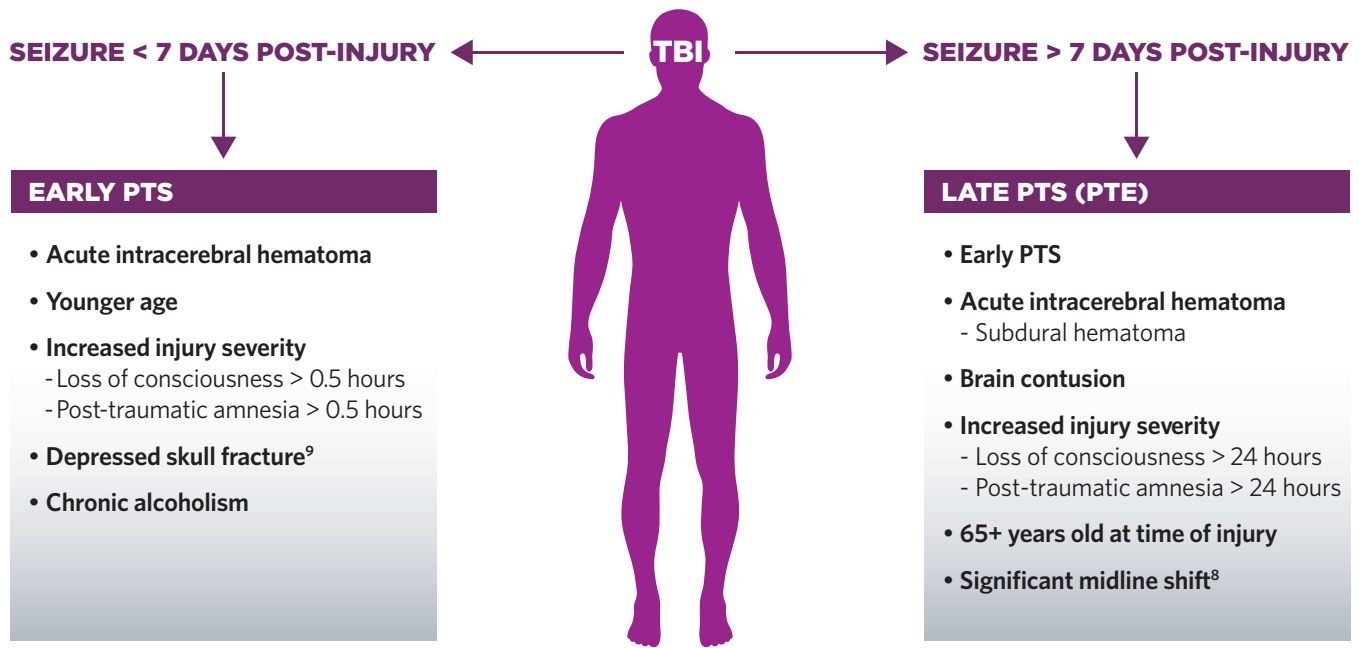 SEIZURE < 7 DAYS POST-INJURY
TBI
SEIZURE > 7 DAYS POST-INJURY
EARLY PTS
• Acute intracerebral hematoma
• Younger age
• Increased injury severity
- Loss of consciousness > 0.5 hours
- Post-traumatic amnesia > 0.5 hours
• Depressed skull fracture⁹
• Chronic alcoholism
LATE PTS (PTE)
• Early PTS
• Acute intracerebral hematoma
- Subdural hematoma
• Brain contusion
• Increased injury severity
- Loss of consciousness > 24 hours
- Post-traumatic amnesia > 24 hours
• 65+ years old at time of injury
• Significant midline shift⁸